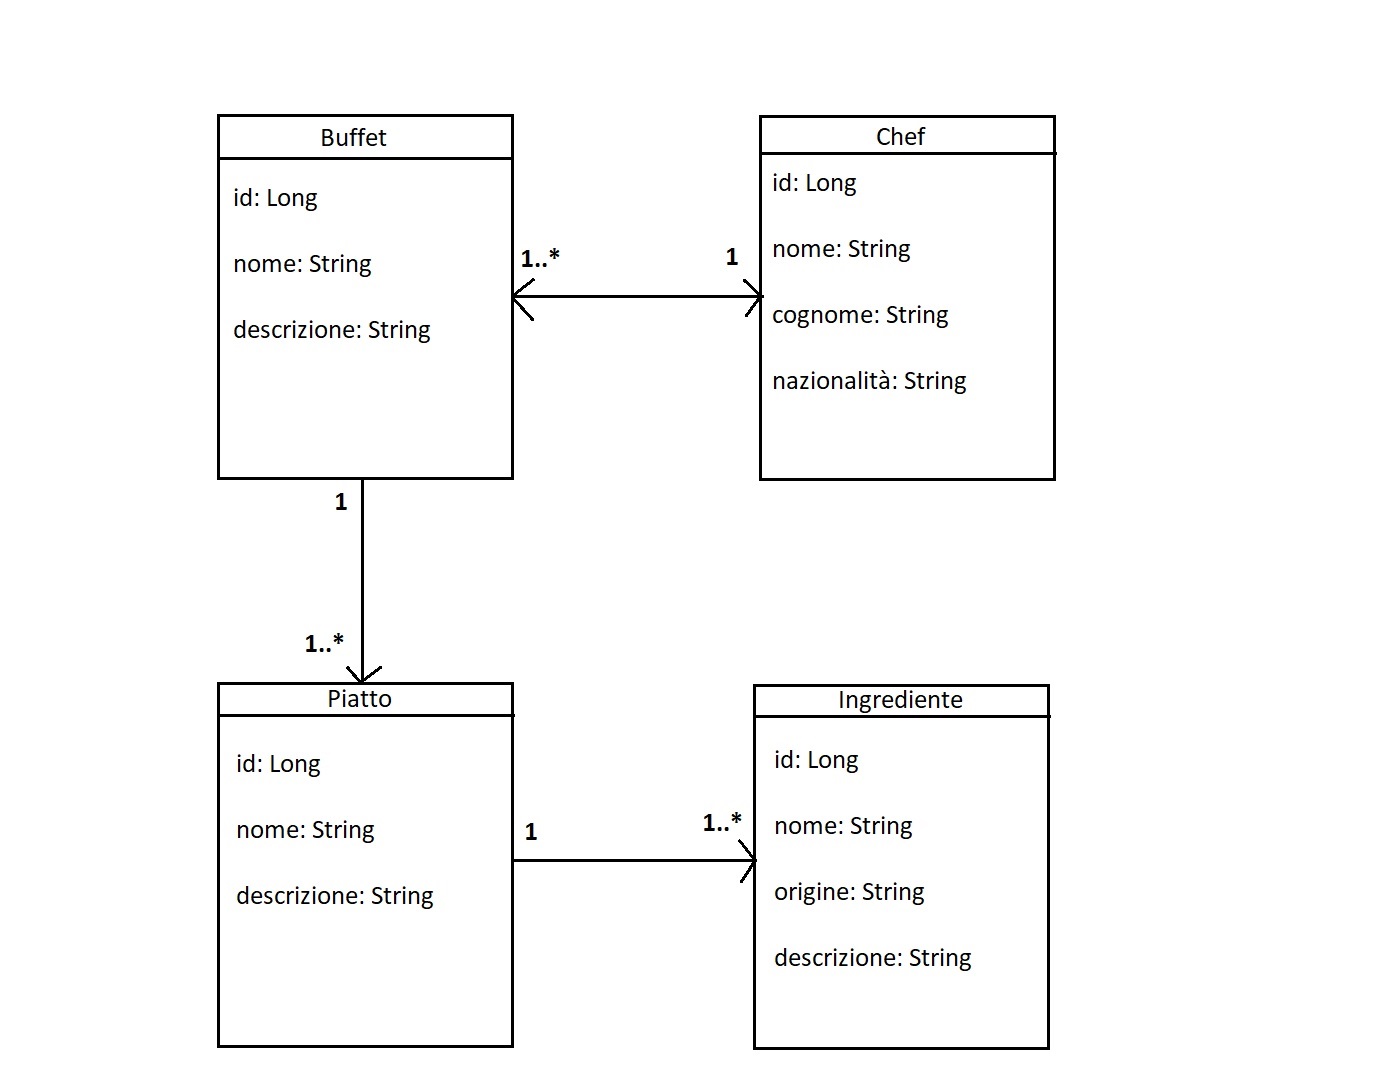 Buffet
id: Long
nome: String
descrizione: String
Chef
id: Long
nome: String
cognome: String
nazionalità: String
1..*
1
1
1..*
Piatto
id: Long
nome: String
descrizione: String
1
1..*
Ingrediente
id: Long
nome: String
origine: String
descrizione: String